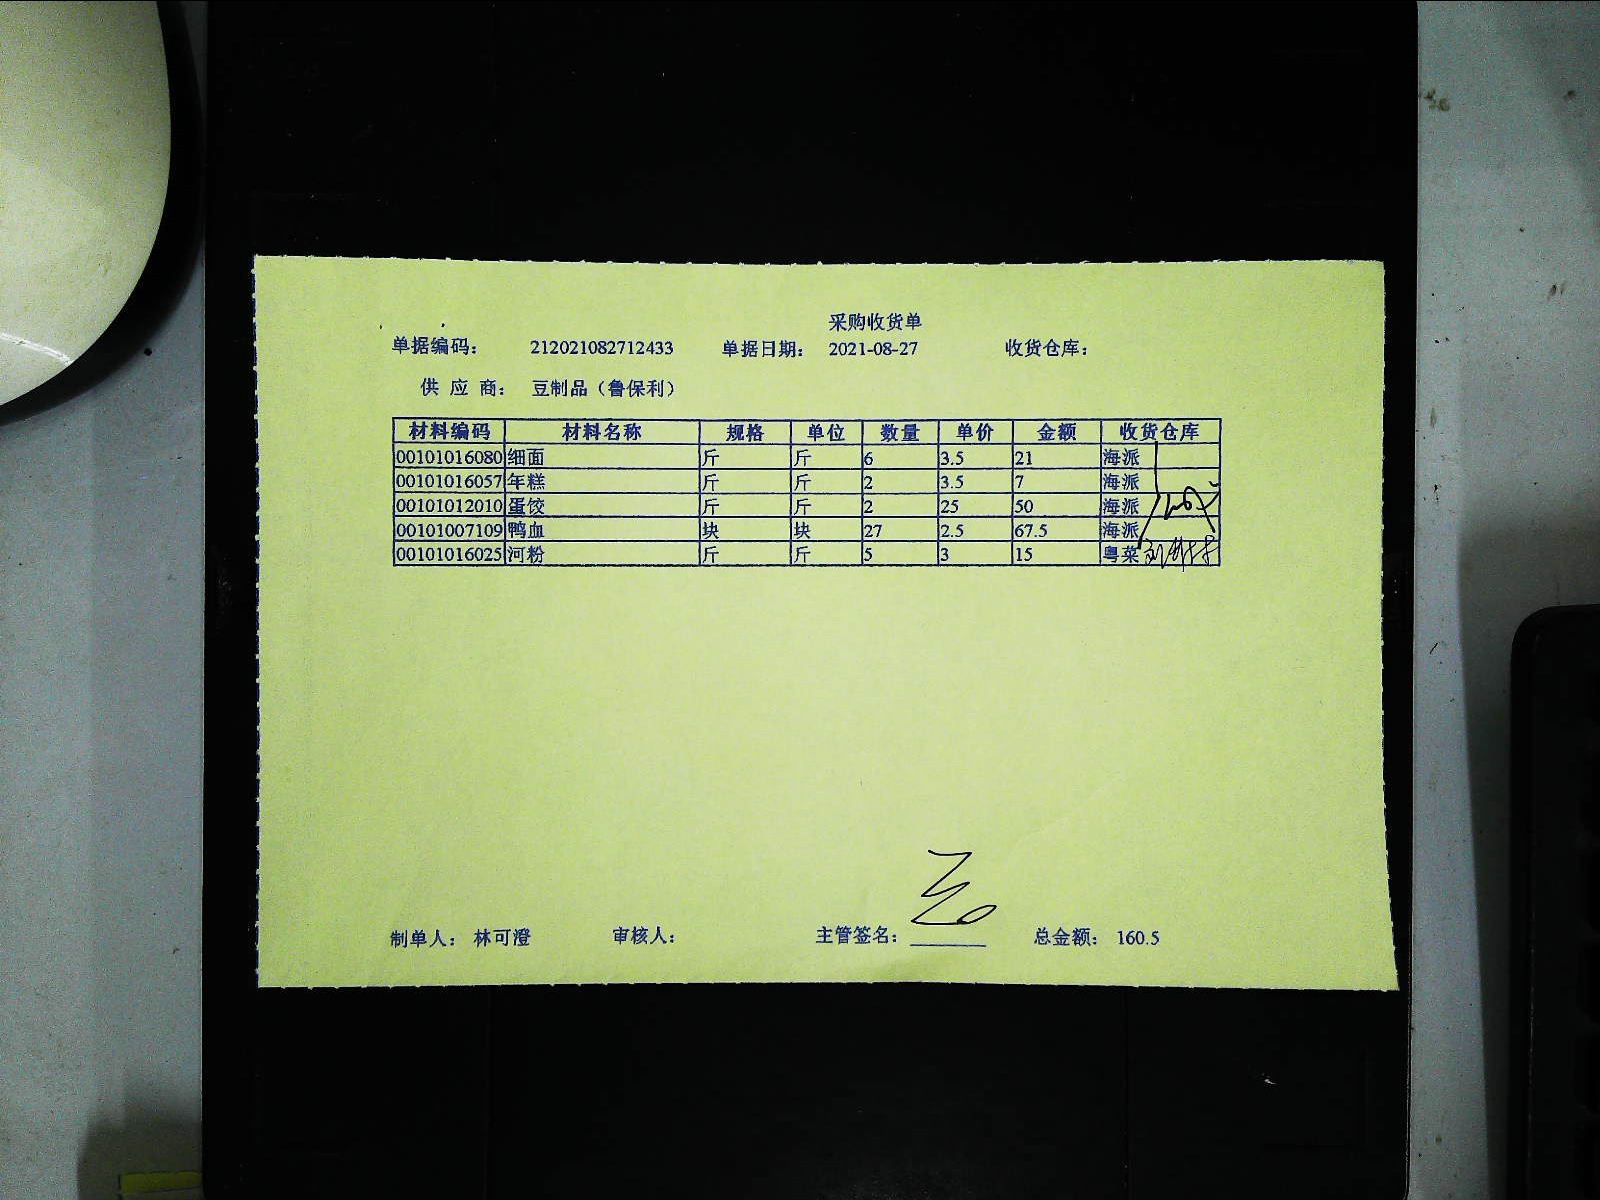 采购收货单
单据编码: 212021082712433 单据日期: 2021-08-27 收货仓库:
供 应 商: 豆制品（鲁保利）
材料编码 材料名称 规格 单位 数量 单价 金额 收货仓库
00101016080 细面 斤 斤 6 3.5 21 海派
00101016057 年糕 斤 斤 2 3.5 7 海派
00101012010 蛋饺 斤 斤 2 25 50 海派
00101007109 鸭血 块 块 27 2.5 67.5 海派
00101016025 河粉 斤 斤 5 3 15 粤菜
制单人: 林可澄 审核人: 主管签名: 总金额: 160.5